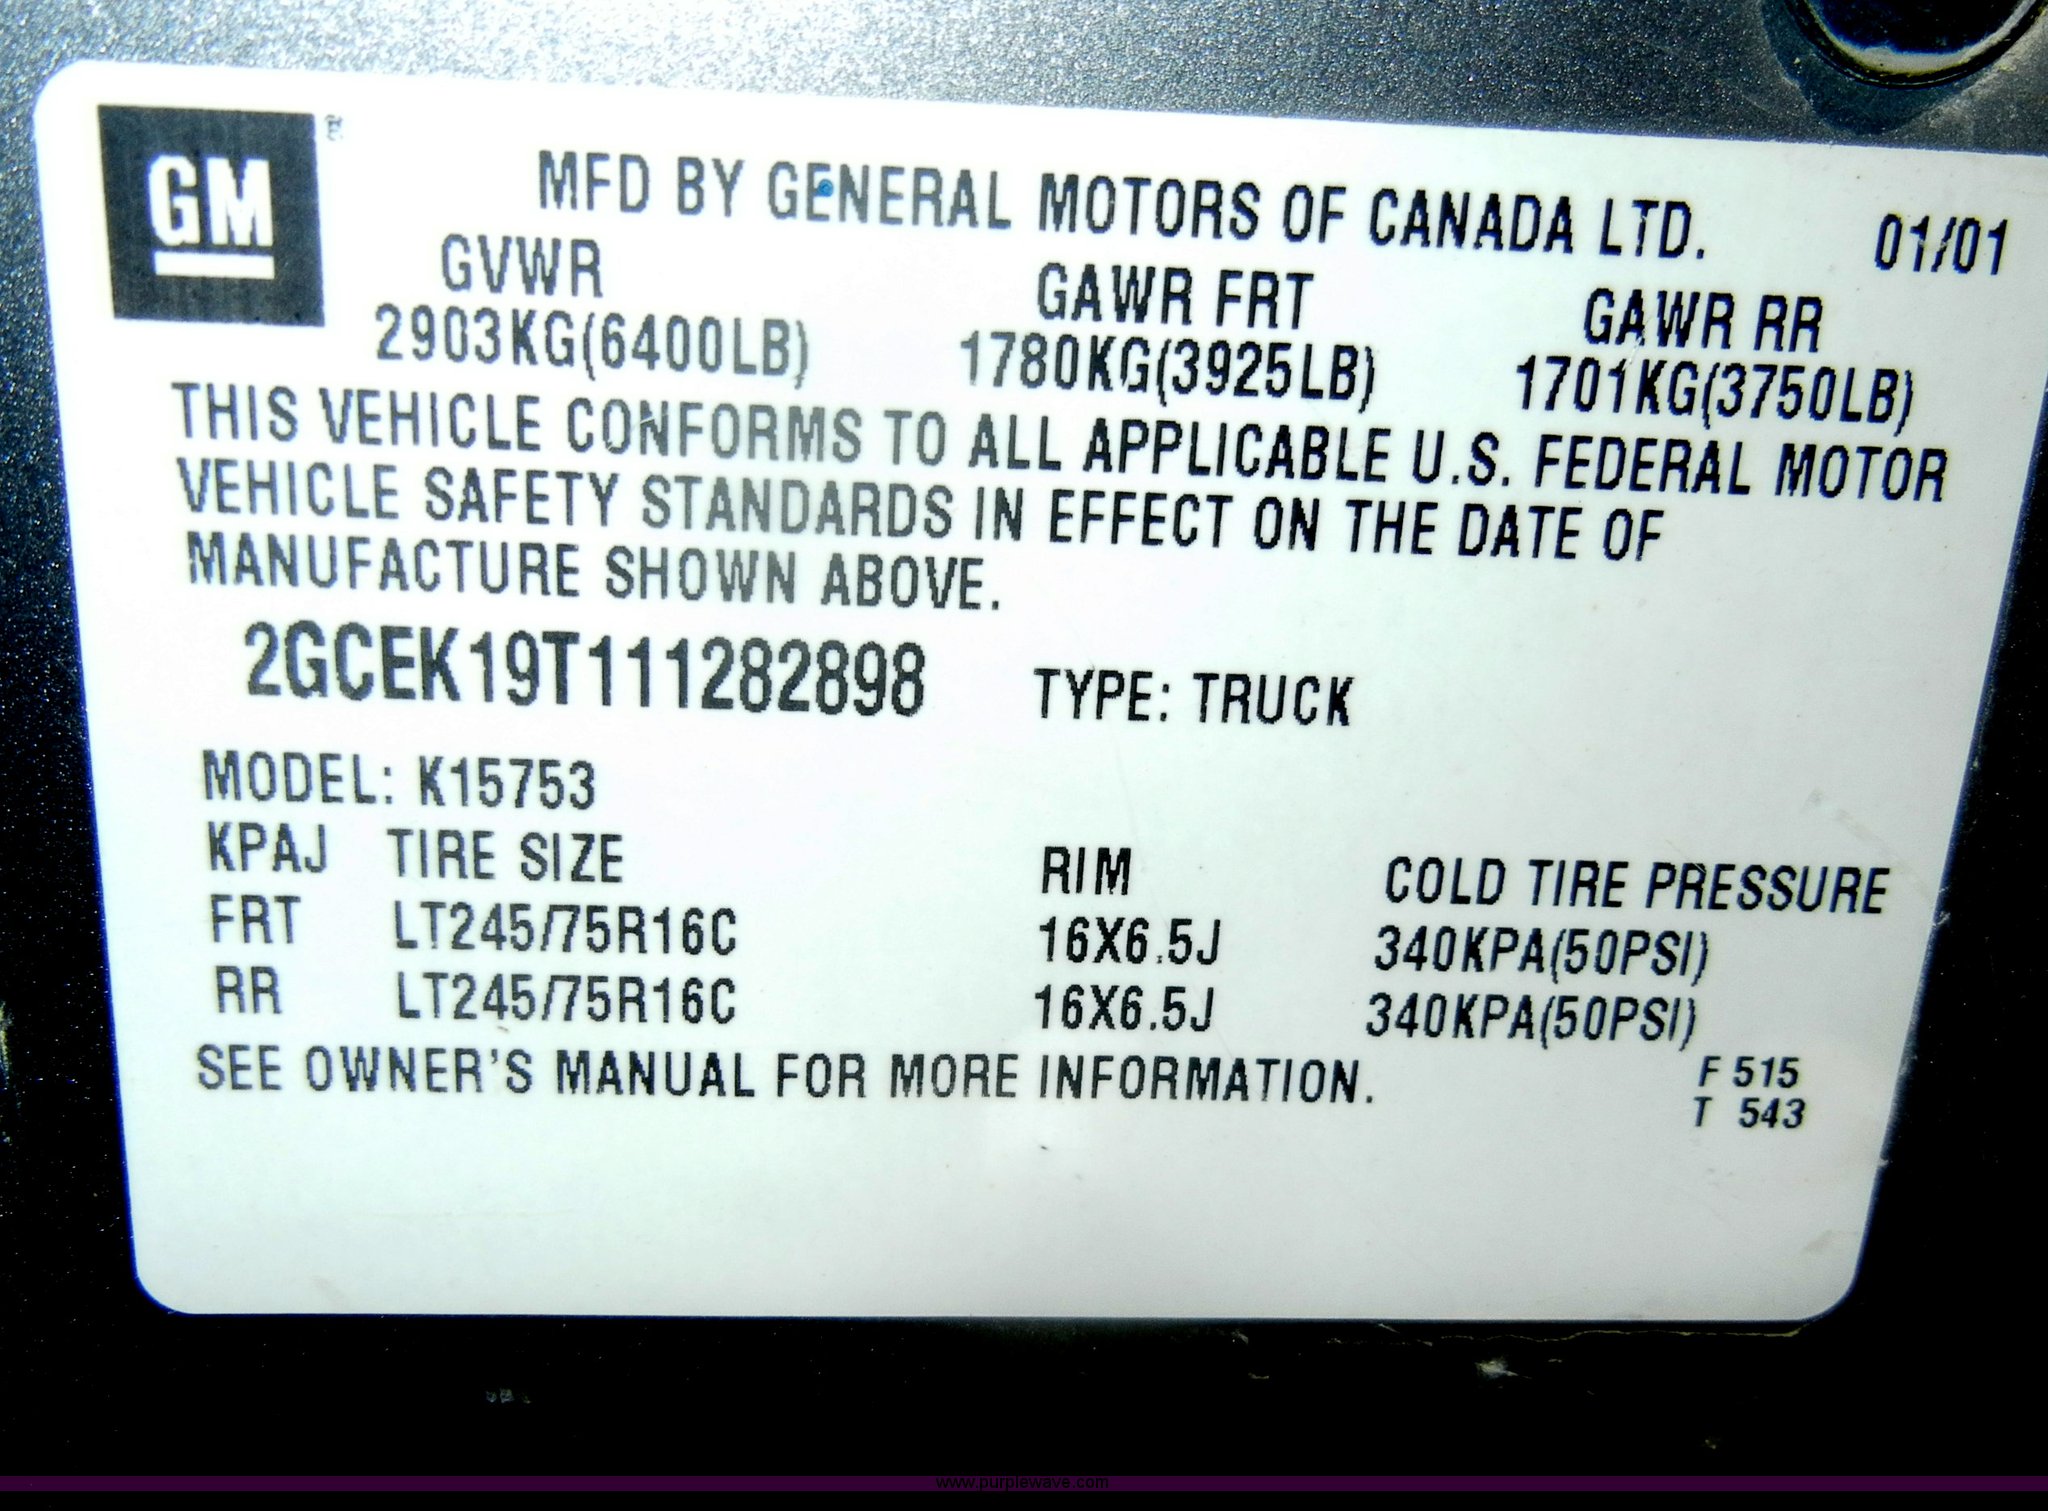 GM ®
MFD BY GENERAL MOTORS OF CANADA LTD. 01/01
GVWR GAWR FRT GAWR RR
2903KG(6400LB) 1780KG(3925LB) 1701KG(3750LB)
THIS VEHICLE CONFORMS TO ALL APPLICABLE U.S. FEDERAL MOTOR
VEHICLE SAFETY STANDARDS IN EFFECT ON THE DATE OF
MANUFACTURE SHOWN ABOVE.
2GCEK19T111282898 TYPE: TRUCK
MODEL: K15753
KPAJ TIRE SIZE RIM COLD TIRE PRESSURE
FRT LT245/75R16C 16X6.5J 340KPA(50PSI)
RR LT245/75R16C 16X6.5J 340KPA(50PSI)
SEE OWNER'S MANUAL FOR MORE INFORMATION. F 515
T 543
www.purplewave.com